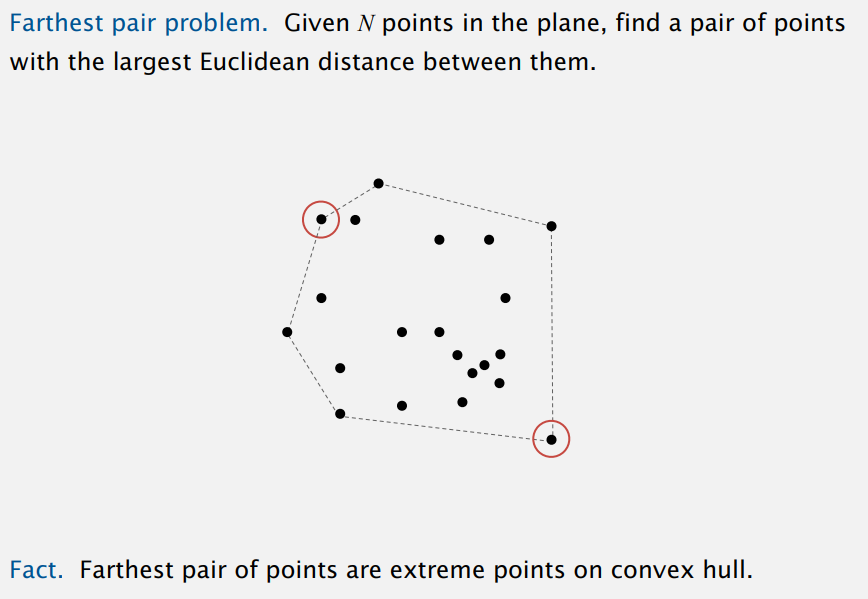 Farthest pair problem. Given N points in the plane, find a pair of points
with the largest Euclidean distance between them.
Fact. Farthest pair of points are extreme points on convex hull.